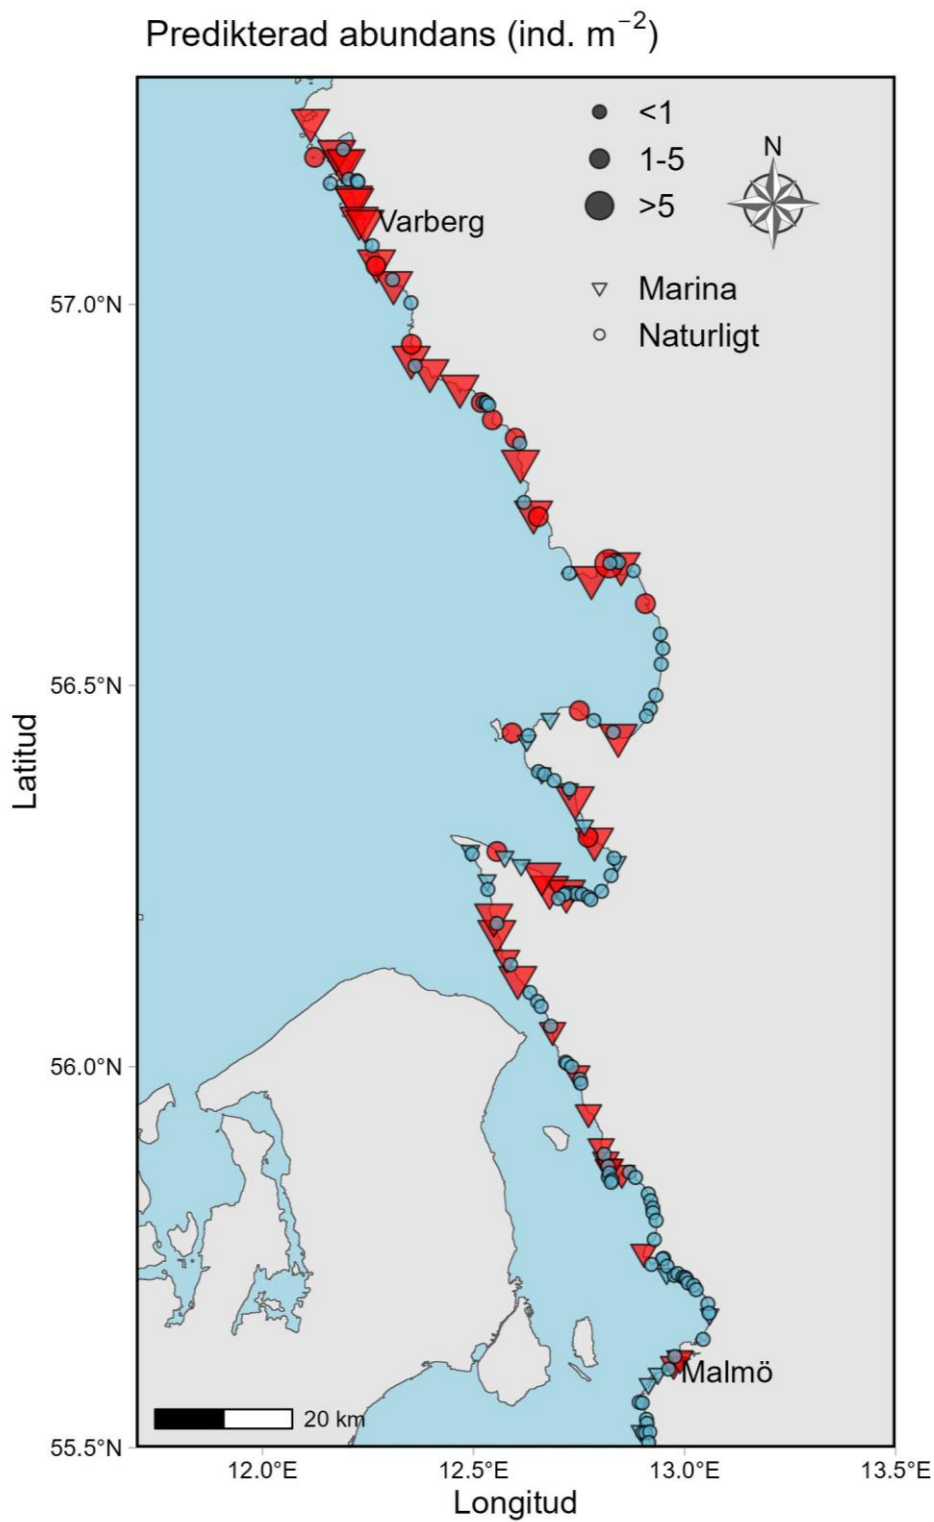 Predikterad abundans (ind. m⁻²)
<1
1-5
>5
N
Varberg
Marina
Naturligt
57.0°N
56.5°N
Latitud
56.0°N
Malmö
20 km
55.5°N
12.0°E
12.5°E
13.0°E
13.5°E
Longitud